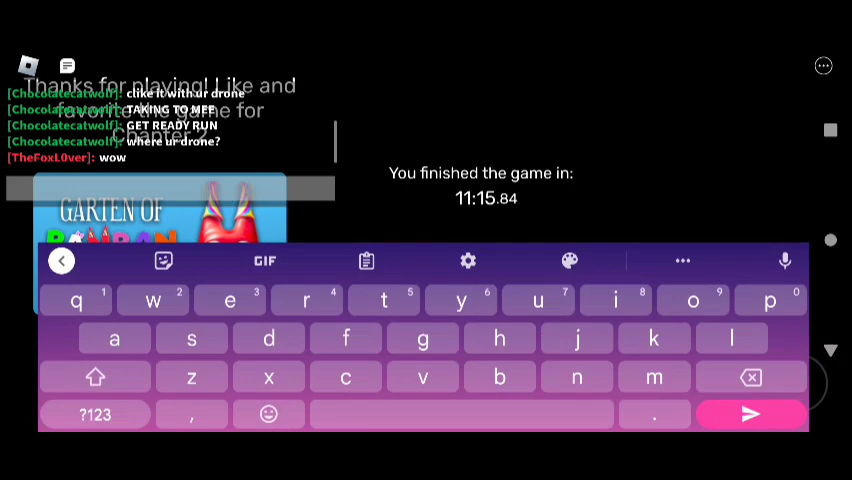 Thanks for playing! Like and
favorite the game for
Chapter 2
[Chocolatecatwolf]: clike it with ur drone
[Chocolatecatwolf]: TAKING TO MEE
[Chocolatecatwolf]: GET READY RUN
[Chocolatecatwolf]: where ur drone?
[TheFoxL0ver]: wow
You finished the game in:
11:15.84
GARTEN OF
BANBAN
GIF
q 1 w 2 e 3 r 4 t 5 y 6 u 7 i 8 o 9 p 0
a s d f g h j k l
z x c v b n m
?123 , .